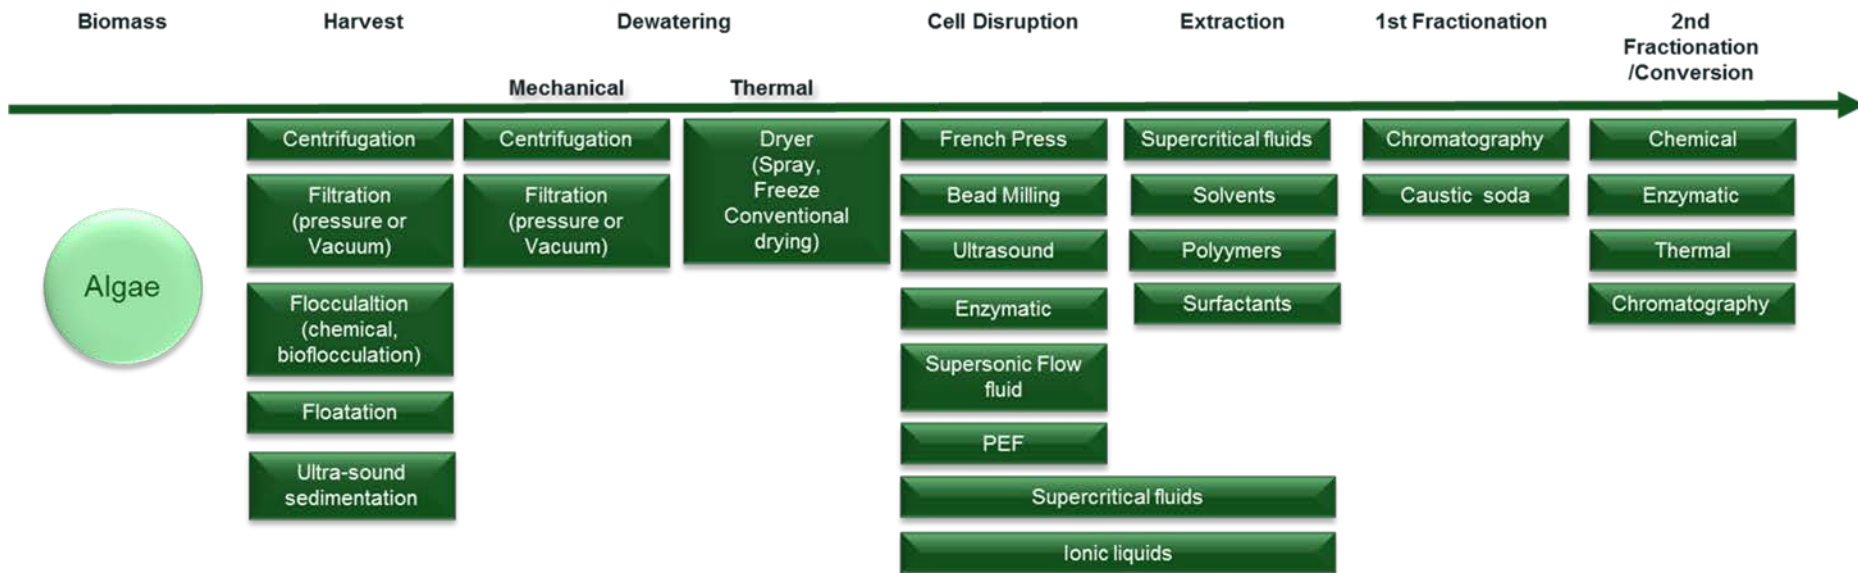 Biomass
Harvest
Dewatering
Cell Disruption
Extraction
1st Fractionation
2nd
Fractionation
/Conversion
Mechanical
Thermal
Algae
Centrifugation
Filtration
(pressure or
Vacuum)
Flocculaltion
(chemical,
bioflocculation)
Floatation
Ultra-sound
sedimentation
Centrifugation
Filtration
(pressure or
Vacuum)
Dryer
(Spray,
Freeze
Conventional
drying)
French Press
Bead Milling
Ultrasound
Enzymatic
Supersonic Flow
fluid
PEF
Supercritical fluids
Ionic liquids
Supercritical fluids
Solvents
Polyymers
Surfactants
Chromatography
Caustic soda
Chemical
Enzymatic
Thermal
Chromatography